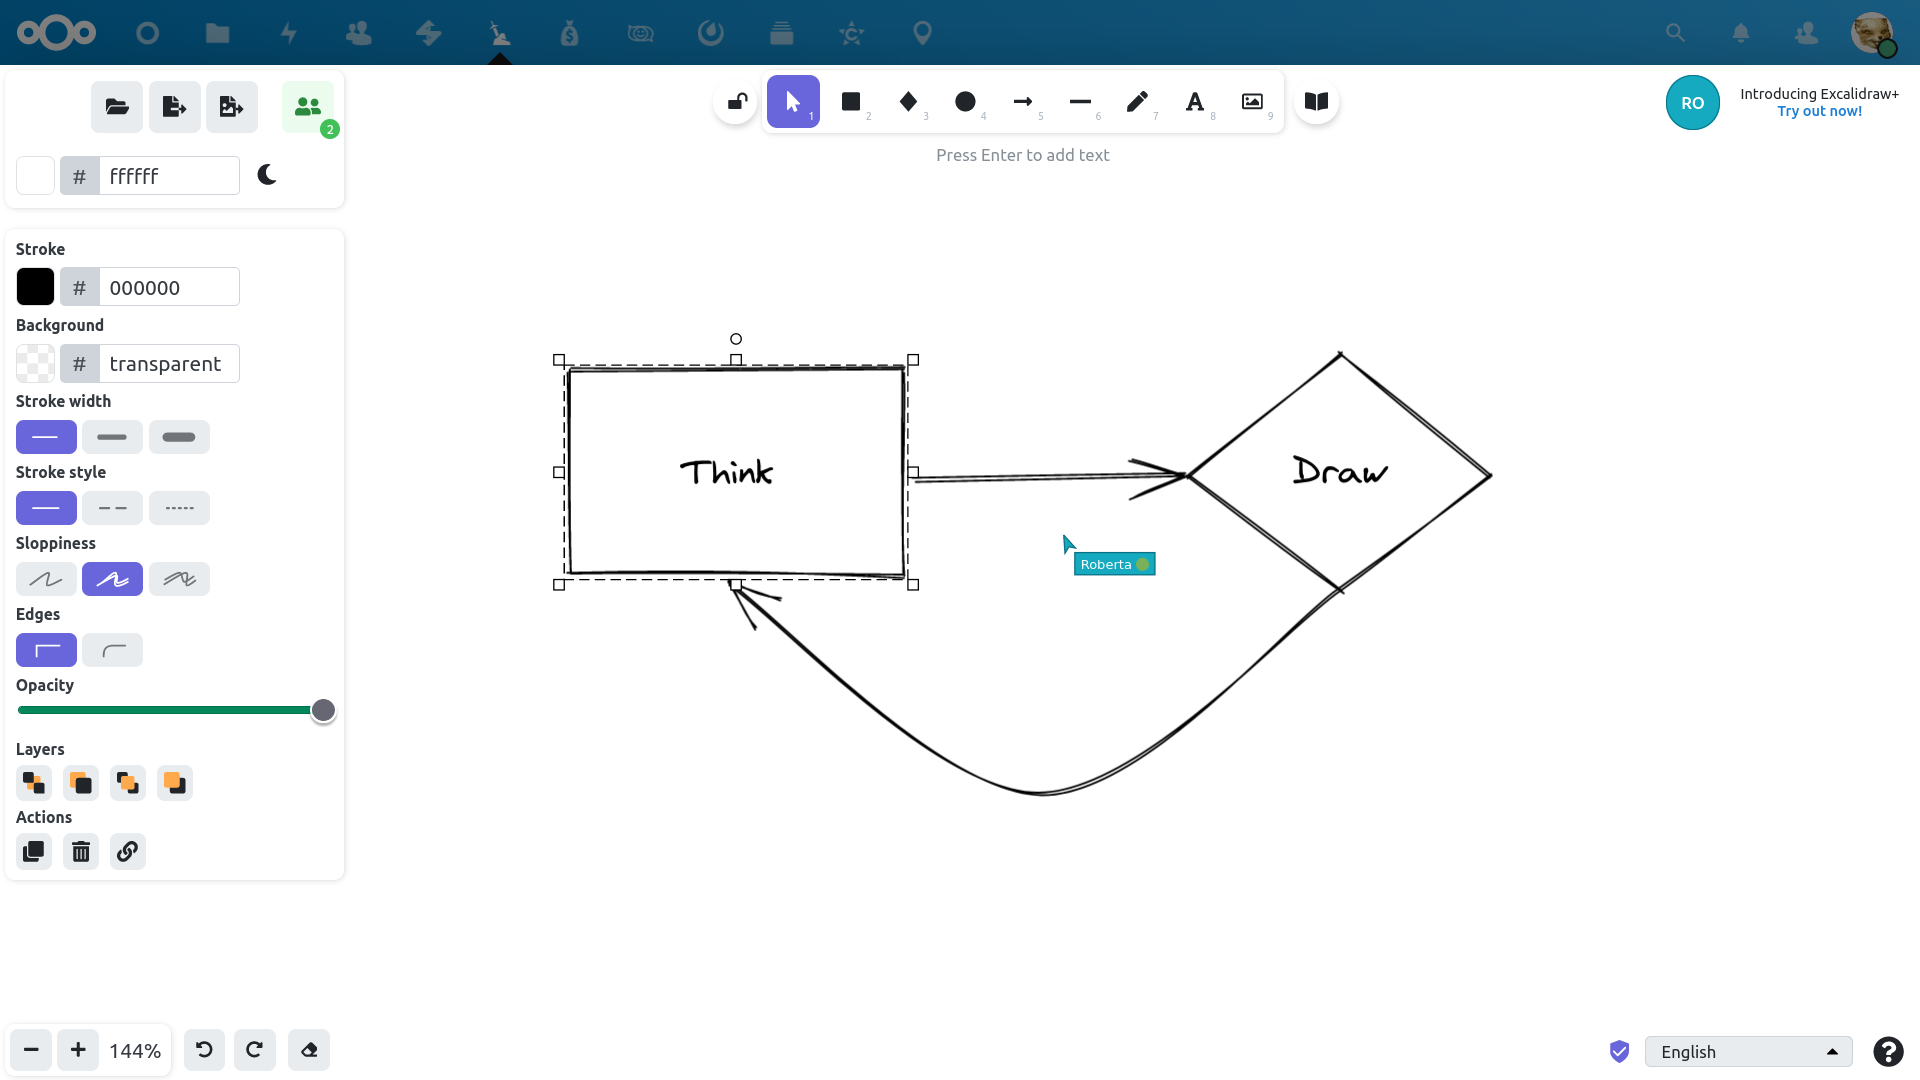 2
1
2
3
4
5
6
7
8
9
RO
Introducing Excalidraw+
Try out now!
# ffffff
Press Enter to add text
Stroke
# 000000
Background
# transparent
Stroke width
Stroke style
Sloppiness
Edges
Opacity
Layers
Actions
Think
Draw
Roberta
144%
English